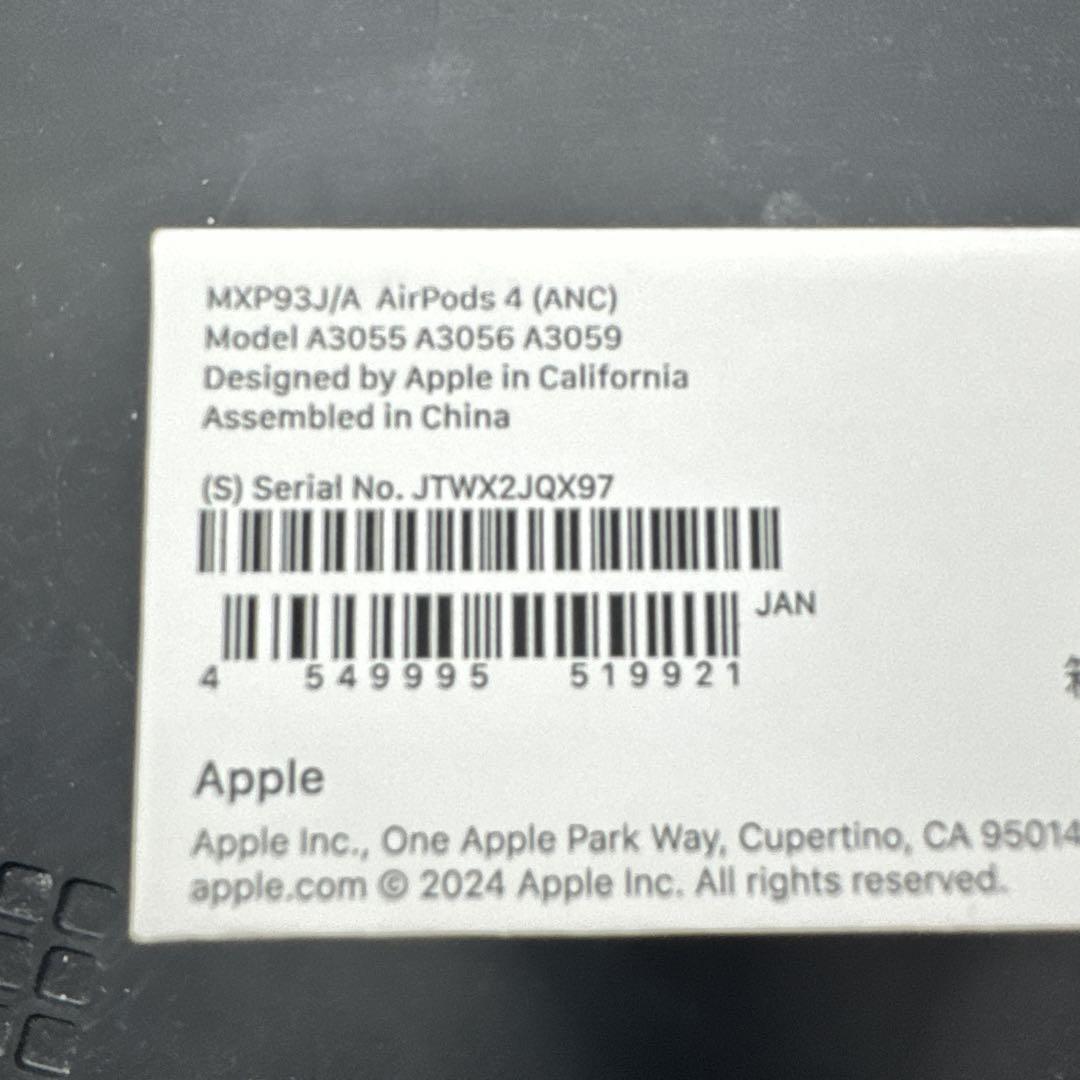 MXP93J/A AirPods 4 (ANC)
Model A3055 A3056 A3059
Designed by Apple in California
Assembled in China
(S) Serial No. JTWX2JQX97
JAN
4 549995 519921
Apple
Apple Inc., One Apple Park Way, Cupertino, CA 95014
apple.com © 2024 Apple Inc. All rights reserved.